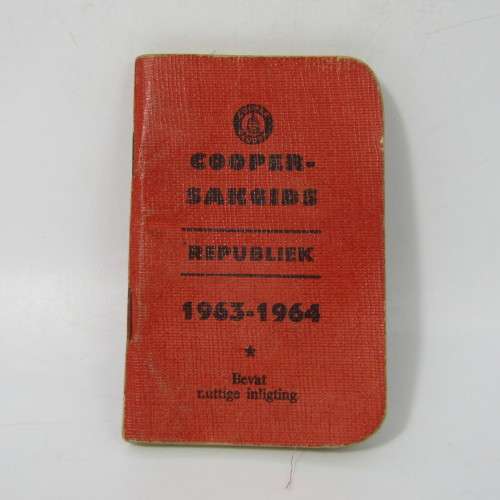 COOPER-
SAKGIDS
REPUBLIEK
1963-1964
Bevat
nuttige inligting